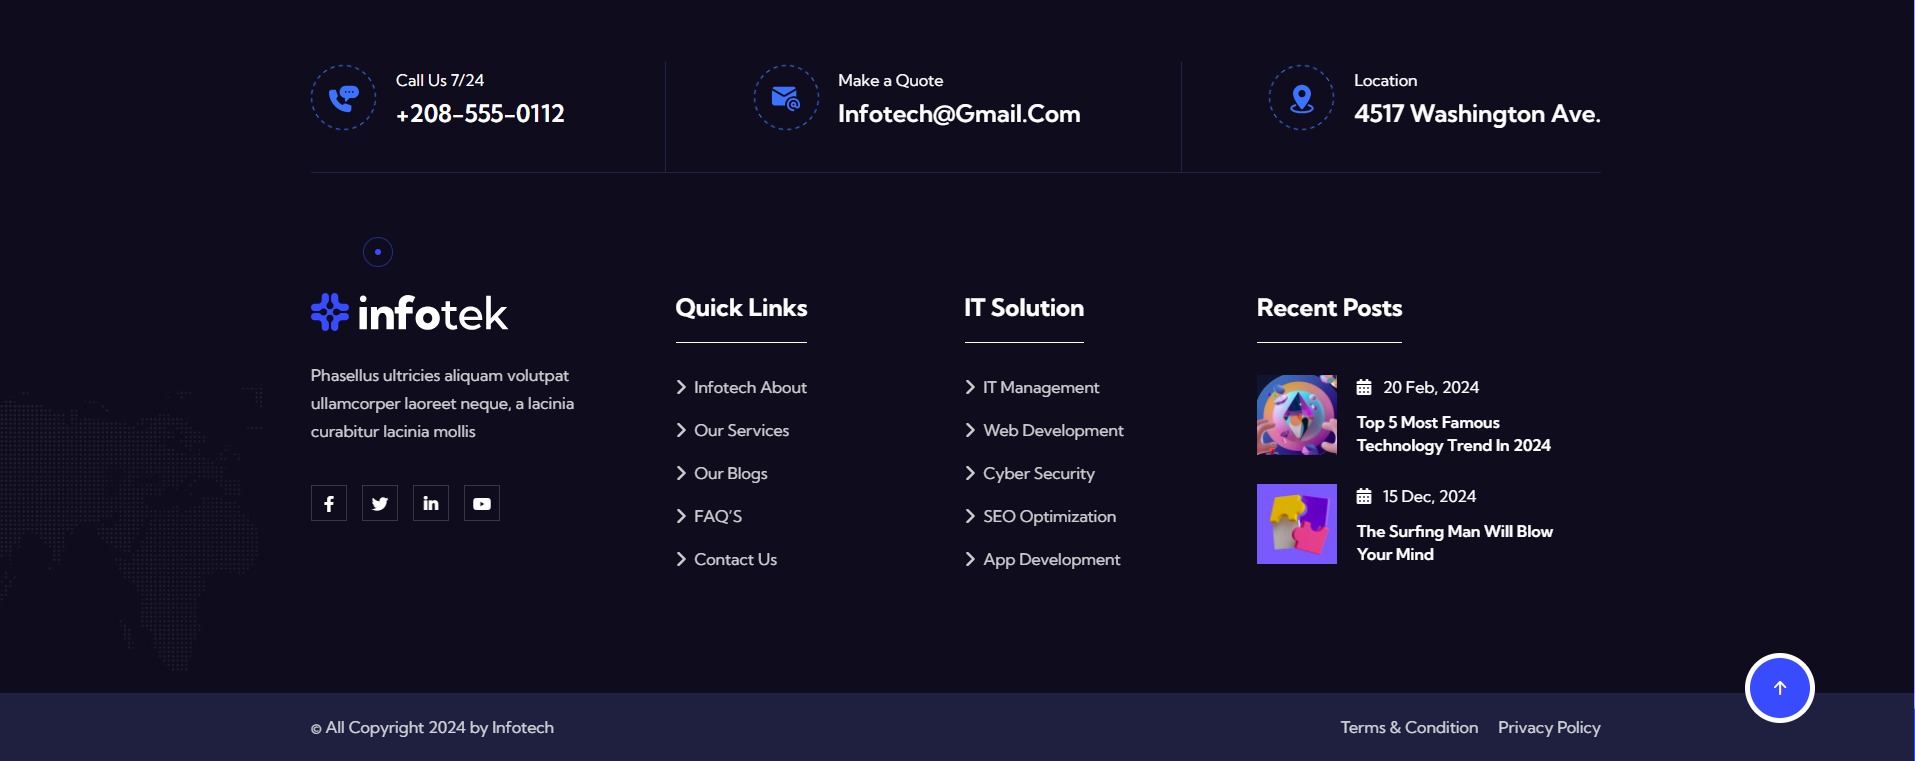 Call Us 7/24
+208-555-0112
Make a Quote
Infotech@Gmail.Com
Location
4517 Washington Ave.
infotek
Phasellus ultricies aliquam volutpat
ullamcorper laoreet neque, a lacinia
curabitur lacinia mollis
Quick Links
Infotech About
Our Services
Our Blogs
FAQ'S
Contact Us
IT Solution
IT Management
Web Development
Cyber Security
SEO Optimization
App Development
Recent Posts
20 Feb, 2024
Top 5 Most Famous
Technology Trend In 2024
15 Dec, 2024
The Surfing Man Will Blow
Your Mind
© All Copyright 2024 by Infotech
Terms & Condition
Privacy Policy